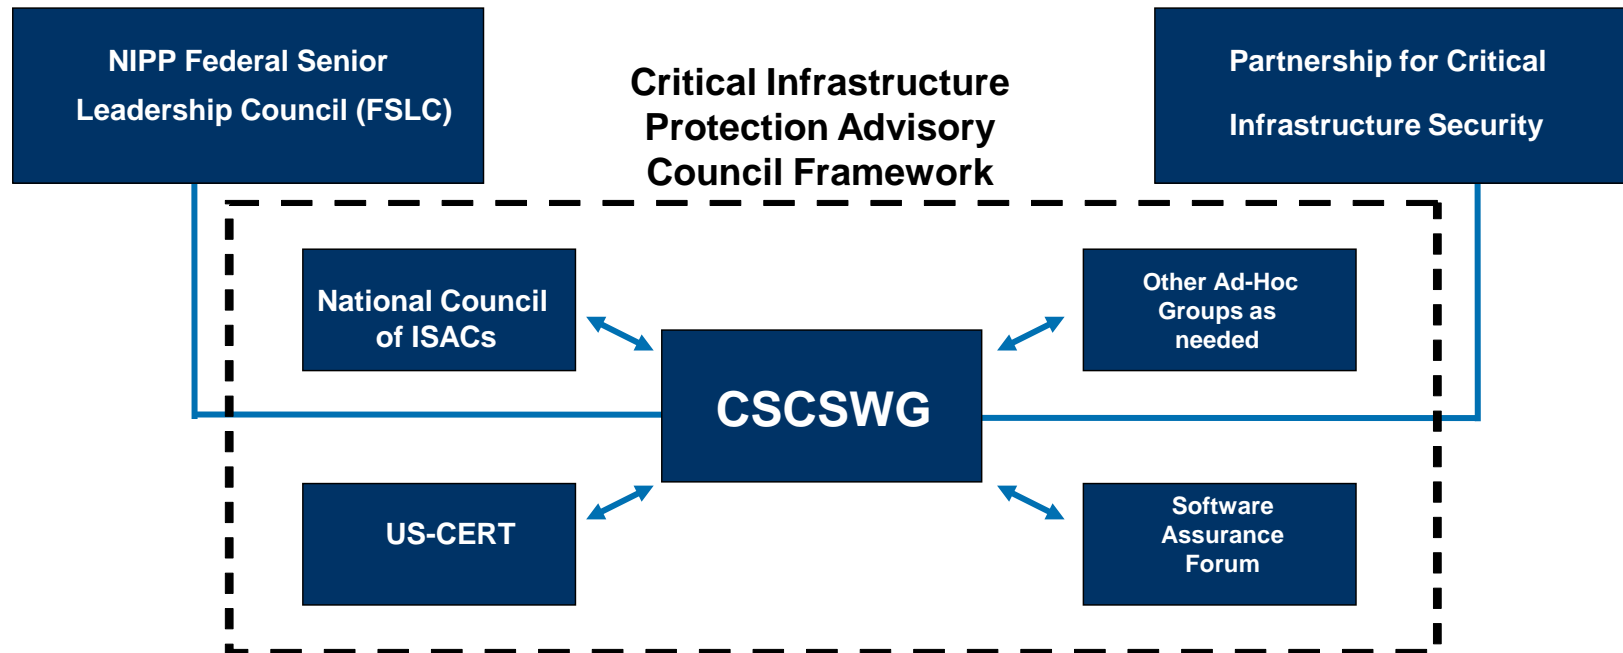 NIPP Federal Senior
Leadership Council (FSLC)
Critical Infrastructure
Protection Advisory
Council Framework
Partnership for Critical
Infrastructure Security
National Council
of ISACs
Other Ad-Hoc
Groups as
needed
CSCSWG
US-CERT
Software
Assurance
Forum